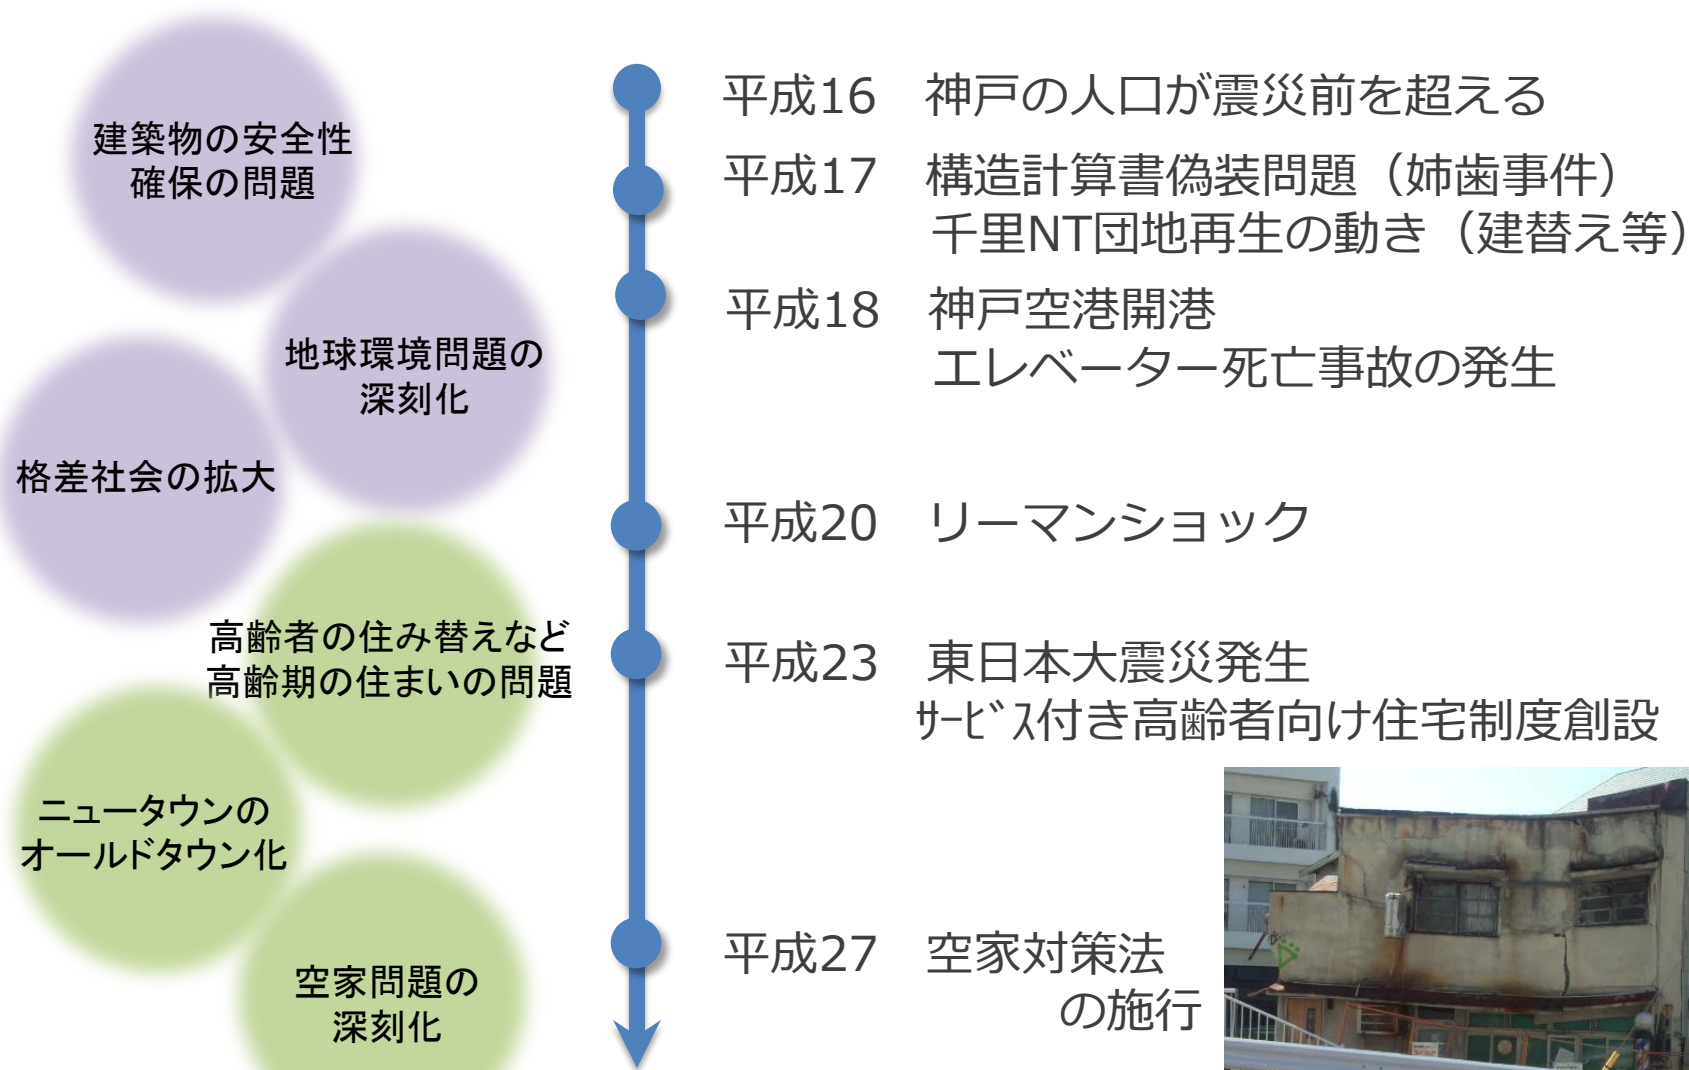 建築物の安全性
確保の問題
地球環境問題の
深刻化
格差社会の拡大
高齢者の住み替えなど
高齢期の住まいの問題
ニュータウンの
オールドタウン化
空家問題の
深刻化
平成16　神戸の人口が震災前を超える
平成17　構造計算書偽装問題（姉歯事件）
千里NT団地再生の動き（建替え等）
平成18　神戸空港開港
エレベーター死亡事故の発生
平成20　リーマンショック
平成23　東日本大震災発生
ｻｰﾋﾞｽ付き高齢者向け住宅制度創設
平成27　空家対策法
の施行